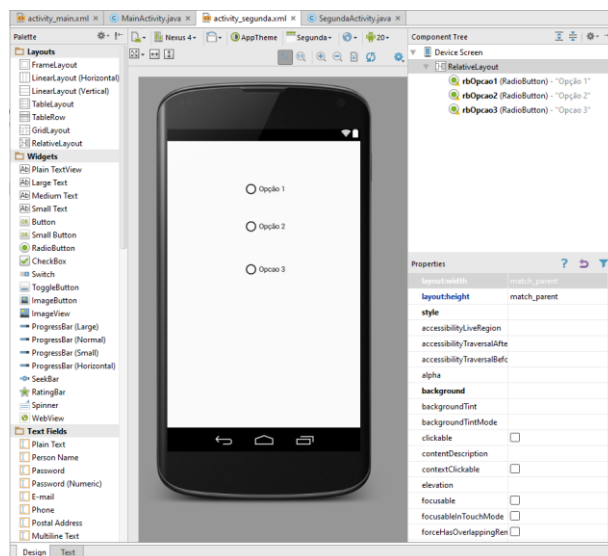 activity_main.xml × MainActivity.java × activity_segunda.xml × SegundaActivity.java ×
Palette
Nexus 4 AppTheme Segunda 20
Component Tree
Layouts
FrameLayout
LinearLayout (Horizontal)
LinearLayout (Vertical)
TableLayout
TableRow
GridLayout
RelativeLayout
Widgets
Plain TextView
Large Text
Medium Text
Small Text
Button
Small Button
RadioButton
CheckBox
Switch
ToggleButton
ImageButton
ImageView
ProgressBar (Large)
ProgressBar (Normal)
ProgressBar (Small)
ProgressBar (Horizontal)
SeekBar
RatingBar
Spinner
WebView
Text Fields
Plain Text
Person Name
Password
Password (Numeric)
E-mail
Phone
Postal Address
Multiline Text
Design Text
Opção 1
Opção 2
Opcao 3
Device Screen
RelativeLayout
rbOpcao1 (RadioButton) - "Opção 1"
rbOpcao2 (RadioButton) - "Opção 2"
rbOpcao3 (RadioButton) - "Opcao 3"
Properties ?
layout:width match_parent
layout:height match_parent
style
accessibilityLiveRegion
accessibilityTraversalAfte
accessibilityTraversalBefc
alpha
background
backgroundTint
backgroundTintMode
clickable
contentDescription
contextClickable
elevation
focusable
focusableInTouchMode
forceHasOverlappingRen